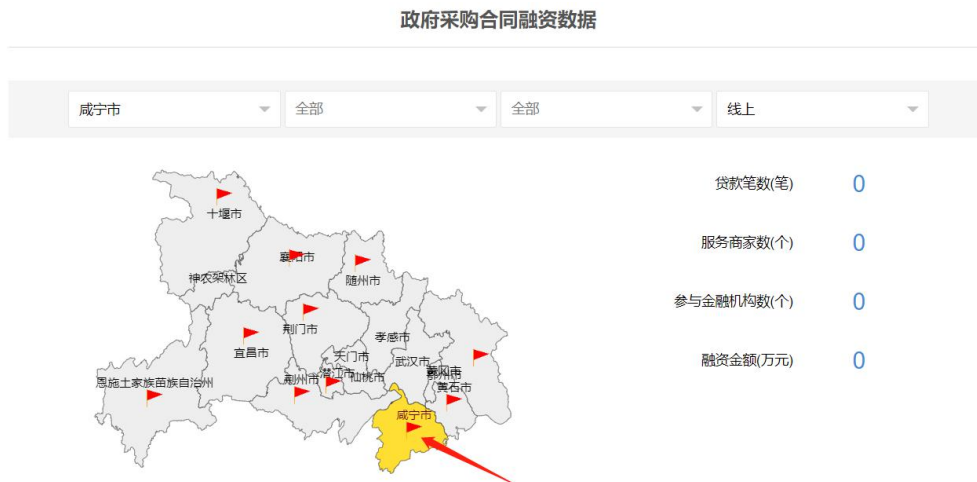 政府采购合同融资数据
咸宁市
全部
全部
线上
贷款笔数(笔)
0
服务商家数(个)
0
参与金融机构数(个)
0
融资金额(万元)
0
十堰市
襄阳市
神农架林区
随州市
荆门市
孝感市
宜昌市
天门市
武汉市
恩施土家族苗族自治州
荆州市
潜江市
仙桃市
黄石市
咸宁市